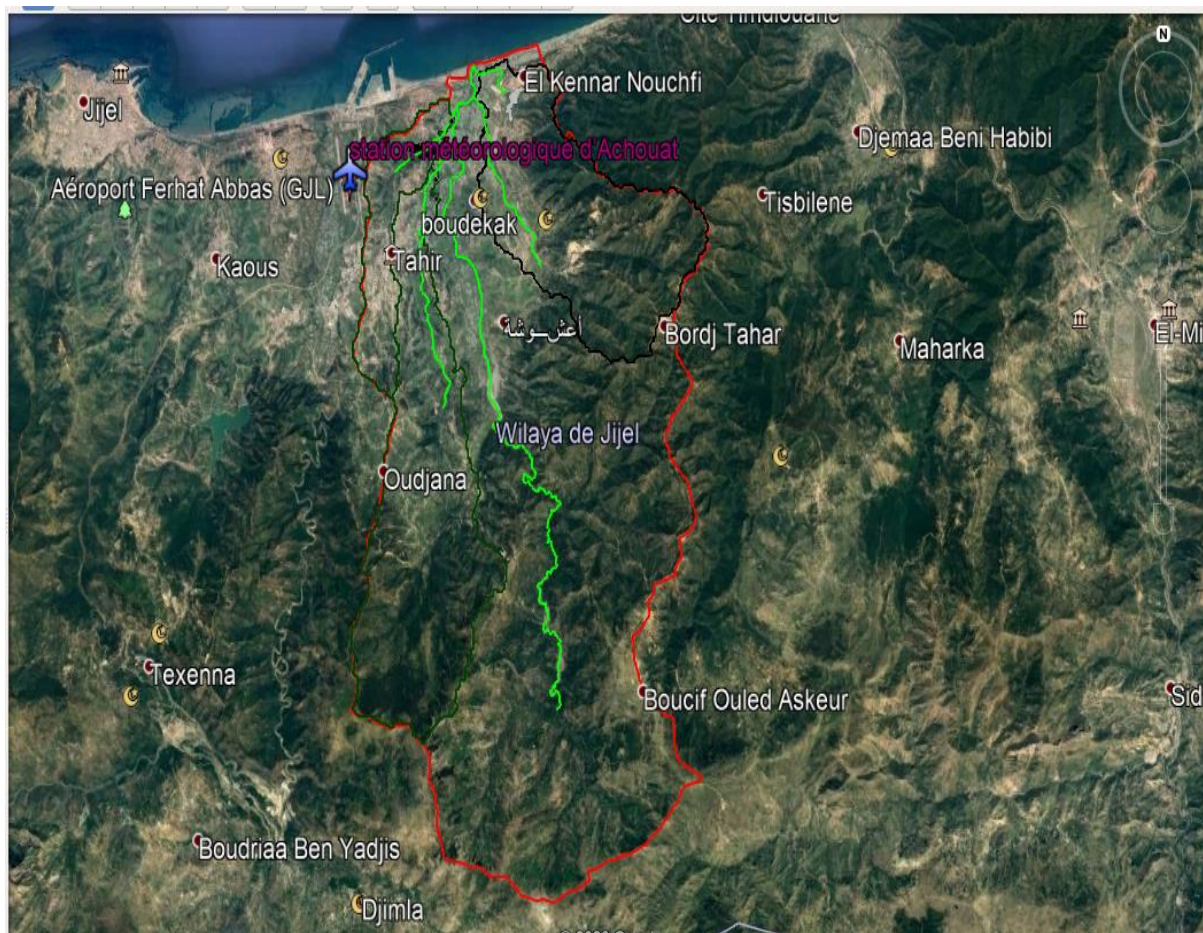 Cité Timdiouane
El Kennar Nouchfi
Jijel
N
Djemaa Beni Habibi
station météorologique d'Achouat
Aéroport Ferhat Abbas (GJL)
Tisbilene
boudekak
Tahir
Kaous
أعش-وشة
Bordj Tahar
El-Mi
Maharka
Wilaya de Jijel
Oudjana
Texenna
Boucif Ouled Askeur
Sid
Boudriaa Ben Yadjis
Djimla